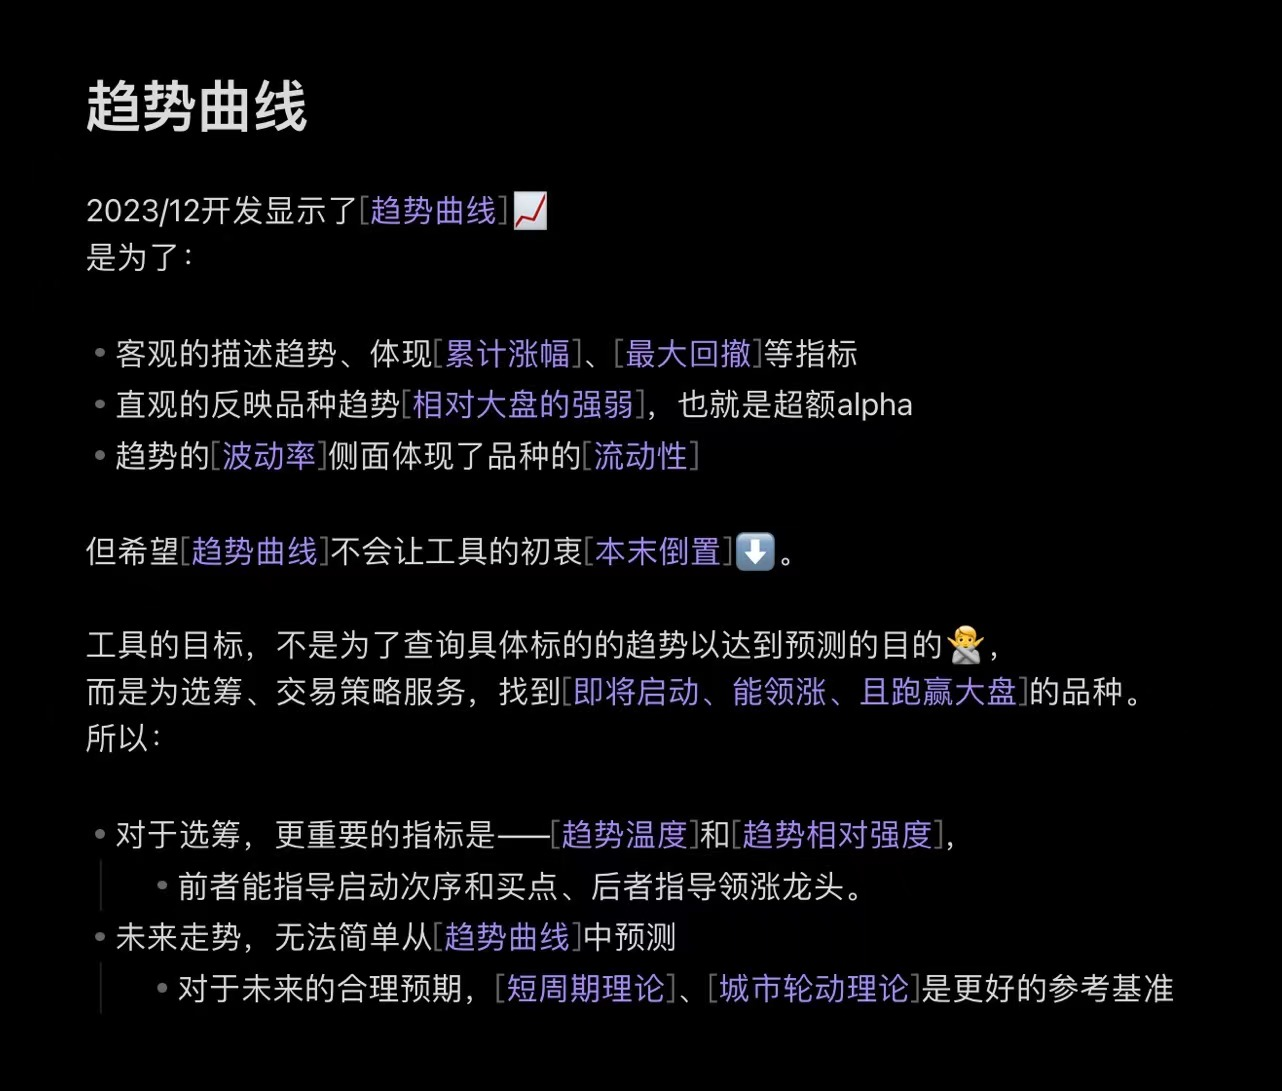 趋势曲线
2023/12开发显示了[趋势曲线]📈
是为了：
• 客观的描述趋势、体现[累计涨幅]、[最大回撤]等指标
• 直观的反映品种趋势[相对大盘的强弱]，也就是超额alpha
• 趋势的[波动率]侧面体现了品种的[流动性]
但希望[趋势曲线]不会让工具的初衷[本末倒置]⬇️。
工具的目标，不是为了查询具体标的的趋势以达到预测的目的🙅，
而是为选筹、交易策略服务，找到[即将启动、能领涨、且跑赢大盘]的品种。
所以：
• 对于选筹，更重要的指标是——[趋势温度]和[趋势相对强度]，
• 前者能指导启动次序和买点、后者指导领涨龙头。
• 未来走势，无法简单从[趋势曲线]中预测
• 对于未来的合理预期，[短周期理论]、[城市轮动理论]是更好的参考基准